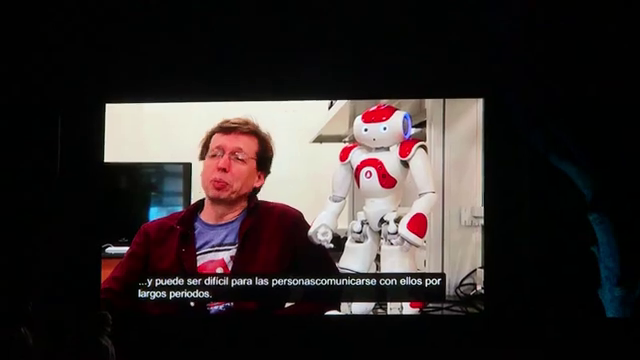 ...y puede ser difícil para las personascomunicarse con ellos por
largos periodos.